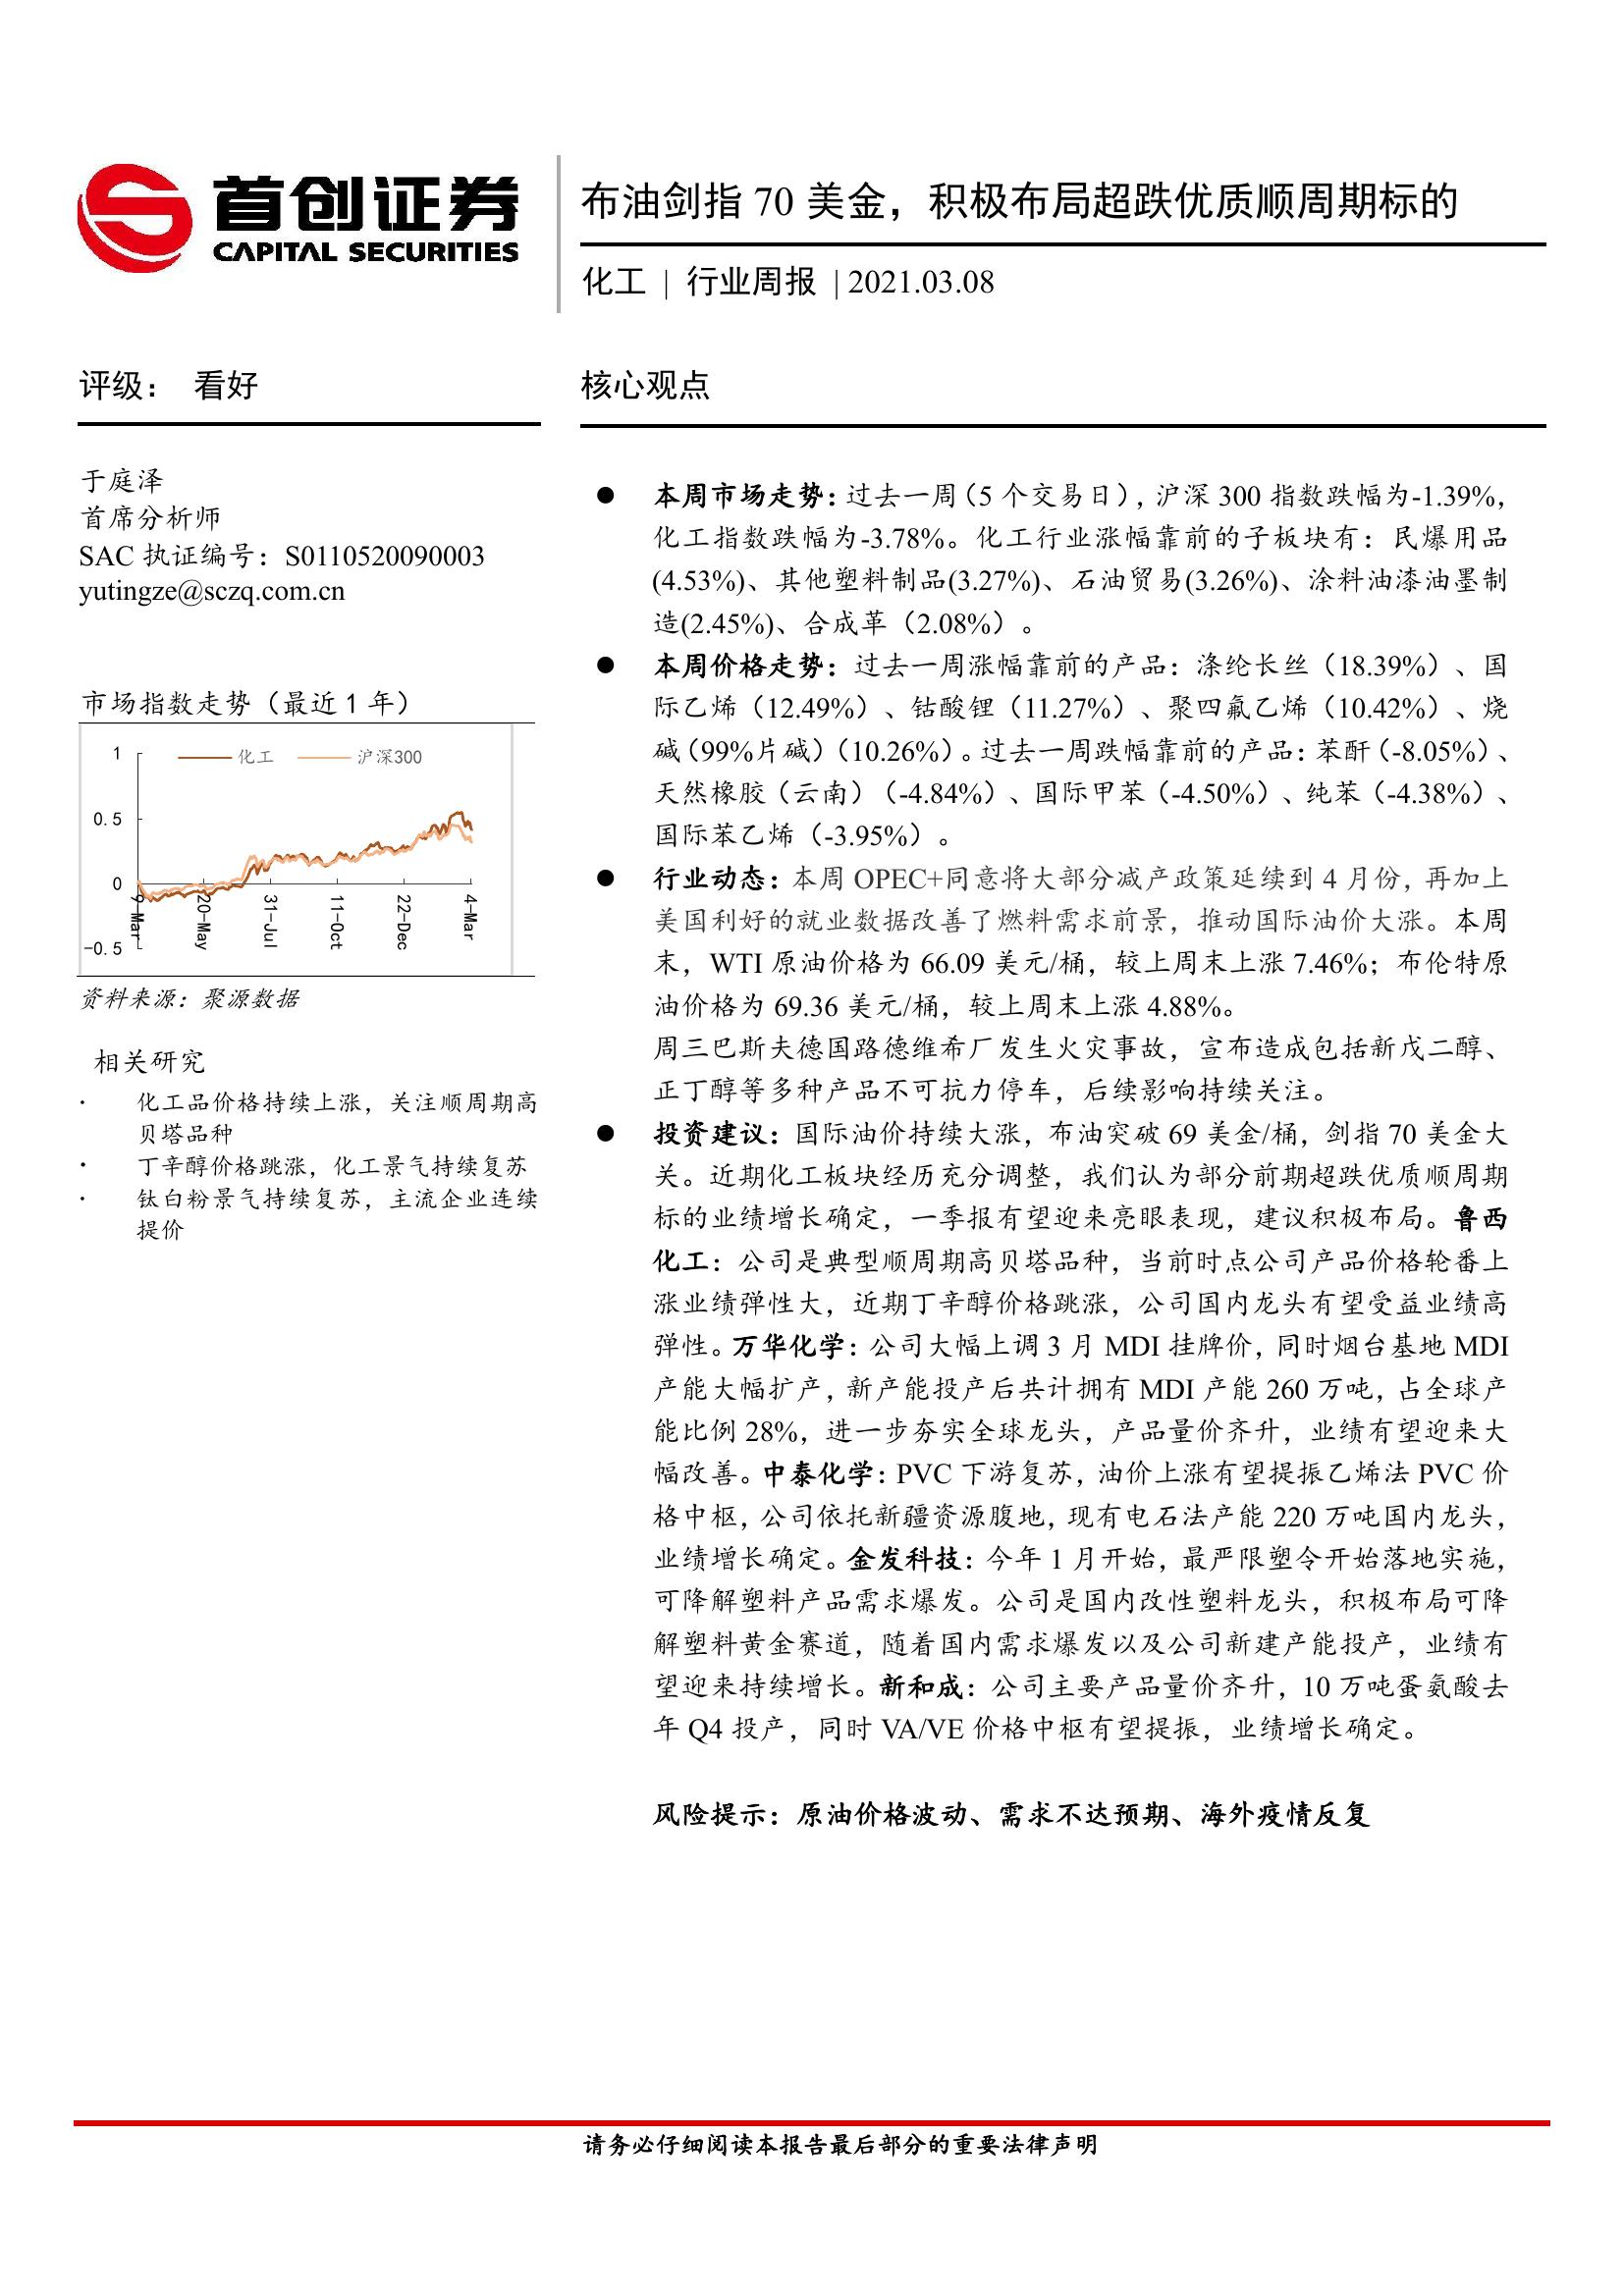 首创证券
CAPITAL SECURITIES
布油剑指 70 美金，积极布局超跌优质顺周期标的
化工 | 行业周报 | 2021.03.08
评级： 看好
于庭泽
首席分析师
SAC 执证编号：S0110520090003
yutingze@sczq.com.cn
市场指数走势（最近 1 年）
化工 沪深300
1
0.5
0
-0.5
9-Mar
20-May
31-Jul
11-Oct
22-Dec
4-Mar
资料来源：聚源数据
相关研究
· 化工品价格持续上涨，关注顺周期高
贝塔品种
· 丁辛醇价格跳涨，化工景气持续复苏
· 钛白粉景气持续复苏，主流企业连续
提价
核心观点
● 本周市场走势：过去一周（5 个交易日），沪深 300 指数跌幅为-1.39%，
化工指数跌幅为-3.78%。化工行业涨幅靠前的子板块有：民爆用品
(4.53%)、其他塑料制品(3.27%)、石油贸易(3.26%)、涂料油漆油墨制
造(2.45%)、合成革（2.08%）。
● 本周价格走势：过去一周涨幅靠前的产品：涤纶长丝（18.39%）、国
际乙烯（12.49%）、钴酸锂（11.27%）、聚四氟乙烯（10.42%）、烧
碱（99%片碱）（10.26%）。过去一周跌幅靠前的产品：苯酐（-8.05%）、
天然橡胶（云南）（-4.84%）、国际甲苯（-4.50%）、纯苯（-4.38%）、
国际苯乙烯（-3.95%）。
● 行业动态：本周 OPEC+同意将大部分减产政策延续到 4 月份，再加上
美国利好的就业数据改善了燃料需求前景，推动国际油价大涨。本周
末，WTI 原油价格为 66.09 美元/桶，较上周末上涨 7.46%；布伦特原
油价格为 69.36 美元/桶，较上周末上涨 4.88%。
周三巴斯夫德国路德维希厂发生火灾事故，宣布造成包括新戊二醇、
正丁醇等多种产品不可抗力停车，后续影响持续关注。
● 投资建议：国际油价持续大涨，布油突破 69 美金/桶，剑指 70 美金大
关。近期化工板块经历充分调整，我们认为部分前期超跌优质顺周期
标的业绩增长确定，一季报有望迎来亮眼表现，建议积极布局。鲁西
化工：公司是典型顺周期高贝塔品种，当前时点公司产品价格轮番上
涨业绩弹性大，近期丁辛醇价格跳涨，公司国内龙头有望受益业绩高
弹性。万华化学：公司大幅上调 3 月 MDI 挂牌价，同时烟台基地 MDI
产能大幅扩产，新产能投产后共计拥有 MDI 产能 260 万吨，占全球产
能比例 28%，进一步夯实全球龙头，产品量价齐升，业绩有望迎来大
幅改善。中泰化学：PVC 下游复苏，油价上涨有望提振乙烯法 PVC 价
格中枢，公司依托新疆资源腹地，现有电石法产能 220 万吨国内龙头，
业绩增长确定。金发科技：今年 1 月开始，最严限塑令开始落地实施，
可降解塑料产品需求爆发。公司是国内改性塑料龙头，积极布局可降
解塑料黄金赛道，随着国内需求爆发以及公司新建产能投产，业绩有
望迎来持续增长。新和成：公司主要产品量价齐升，10 万吨蛋氨酸去
年 Q4 投产，同时 VA/VE 价格中枢有望提振，业绩增长确定。
风险提示：原油价格波动、需求不达预期、海外疫情反复
请务必仔细阅读本报告最后部分的重要法律声明